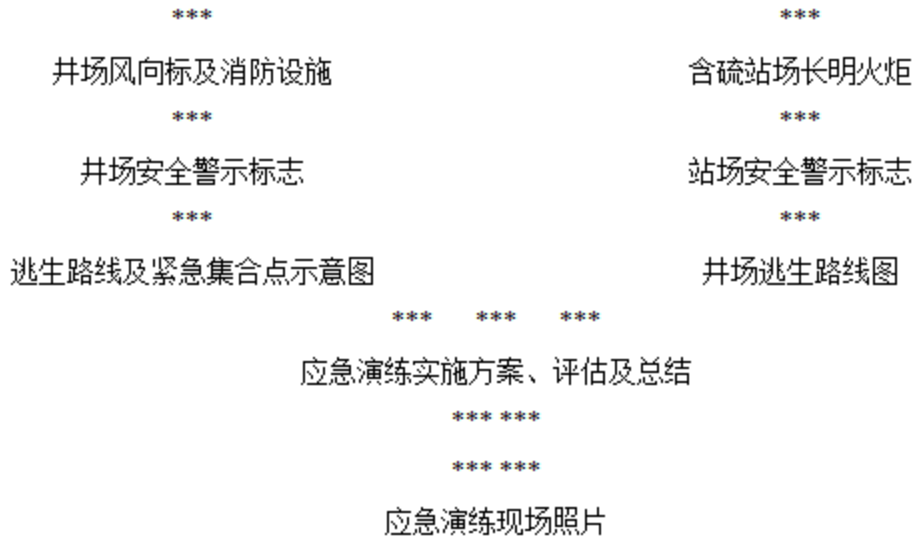 *** ***
井场风向标及消防设施 含硫站场长明火炬
*** ***
井场安全警示标志 站场安全警示标志
*** ***
逃生路线及紧急集合点示意图 井场逃生路线图
*** *** ***
应急演练实施方案、评估及总结
*** ***
*** ***
应急演练现场照片